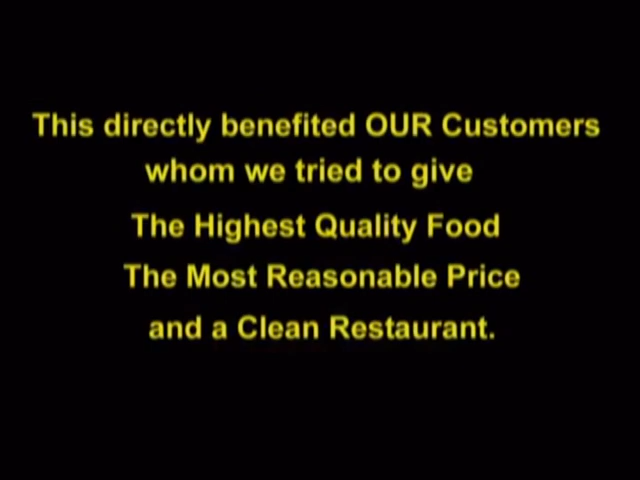 This directly benefited OUR Customers
whom we tried to give
The Highest Quality Food
The Most Reasonable Price
and a Clean Restaurant.